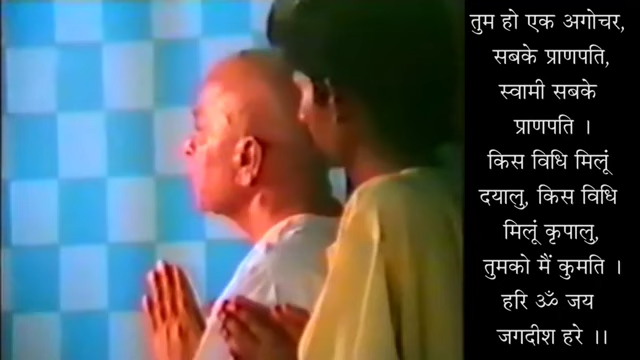 तुम हो एक अगोचर,
सबके प्राणपति,
स्वामी सबके
प्राणपति ।
किस विधि मिलूं
दयालु, किस विधि
मिलूं कृपालु,
तुमको मैं कुमति ।
हरि ॐ जय
जगदीश हरे ।।